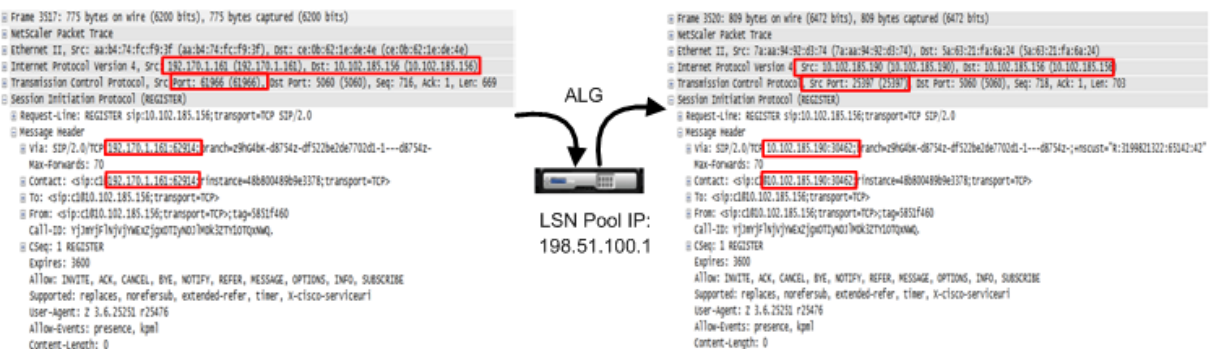 Frame 3517: 775 bytes on wire (6200 bits), 775 bytes captured (6200 bits)
NetScaler Packet Trace
Ethernet II, Src: aa:b4:74:fc:f9:3f (aa:b4:74:fc:f9:3f), Dst: ce:0b:62:1e:de:4e (ce:0b:62:1e:de:4e)
Internet Protocol Version 4, Src: 192.170.1.161 (192.170.1.161), Dst: 10.102.185.156 (10.102.185.156)
Transmission Control Protocol, Src Port: 61966 (61966), Dst Port: 5060 (5060), Seq: 716, Ack: 1, Len: 669
Session Initiation Protocol (REGISTER)
Request-Line: REGISTER sip:10.102.185.156;transport=TCP SIP/2.0
Message Header
Via: SIP/2.0/TCP 192.170.1.161:62914;branch=z9hG4bK-d8754z-df522be2de7702d1-1---d8754z-
Max-Forwards: 70
Contact: <sip:c1@192.170.1.161:62914;rinstance=48b800489b9e3378;transport=TCP>
To: <sip:c1@10.102.185.156;transport=TCP>
From: <sip:c1@10.102.185.156;transport=TCP>;tag=5851f460
Call-ID:
CSeq: 1 REGISTER
Expires: 3600
Allow: INVITE, ACK, CANCEL, BYE, NOTIFY, REFER, MESSAGE, OPTIONS, INFO, SUBSCRIBE
Supported: replaces, norefersub, extended-refer, timer, X-cisco-serviceuri
User-Agent: Z 3.6.25251 r25476
Allow-Events: presence, kpml
Content-Length: 0
ALG
LSN Pool IP:
198.51.100.1
Frame 3520: 809 bytes on wire (6472 bits), 809 bytes captured (6472 bits)
NetScaler Packet Trace
Ethernet II, Src: 7a:aa:94:92:d3:74 (7a:aa:94:92:d3:74), Dst: 5a:63:21:fa:6a:24 (5a:63:21:fa:6a:24)
Internet Protocol Version 4, Src: 10.102.185.190 (10.102.185.190), Dst: 10.102.185.156 (10.102.185.156
Transmission Control Protocol, Src Port: 25397 (25397), Dst Port: 5060 (5060), Seq: 718, Ack: 1, Len: 703
Session Initiation Protocol (REGISTER)
Request-Line: REGISTER sip:10.102.185.156;transport=TCP SIP/2.0
Message Header
Via: SIP/2.0/TCP 10.102.185.190:30462;branch=z9hG4bK-d8754z-df522be2de7702d1-1---d8754z-;+nscust="R:3199821322:65142:42"
Max-Forwards: 70
Contact: <sip:c1@10.102.185.190:30462;rinstance=48b800489b9e3378;transport=TCP>
To: <sip:c1@10.102.185.156;transport=TCP>
From: <sip:c1@10.102.185.156;transport=TCP>;tag=5851f460
Call-ID:
CSeq: 1 REGISTER
Expires: 3600
Allow: INVITE, ACK, CANCEL, BYE, NOTIFY, REFER, MESSAGE, OPTIONS, INFO, SUBSCRIBE
Supported: replaces, norefersub, extended-refer, timer, X-cisco-serviceuri
User-Agent: Z 3.6.25251 r25476
Allow-Events: presence, kpml
Content-Length: 0